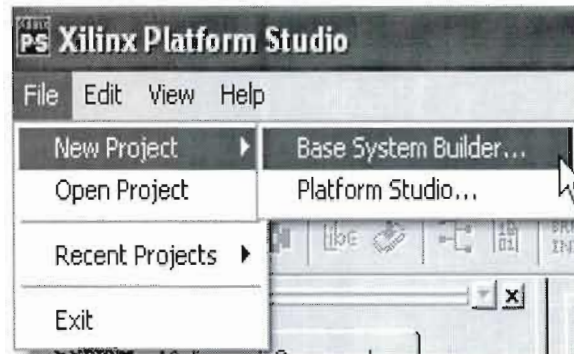 PS Xilinx Platform Studio
File Edit View Help
New Project Base System Builder...
Open Project Platform Studio...
Recent Projects
Exit